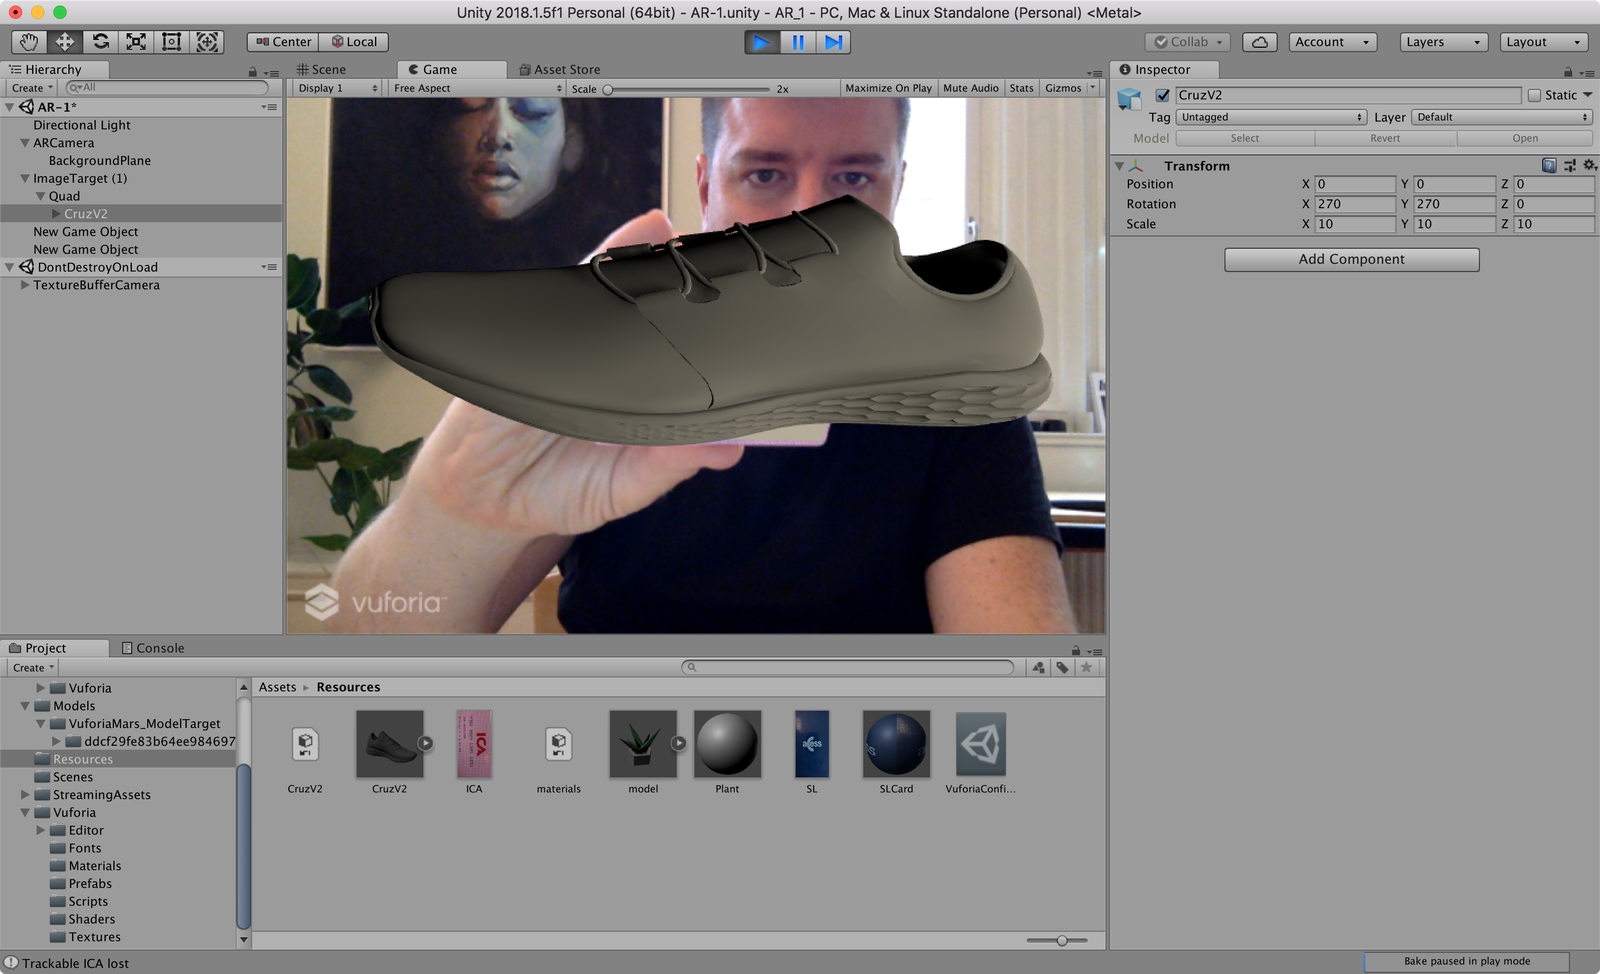 Unity 2018.1.5f1 Personal (64bit) - AR-1.unity - AR_1 - PC, Mac & Linux Standalone (Personal) <Metal>
Center Local Collab Account Layers Layout
Hierarchy
Create All
AR-1*
Directional Light
ARCamera
BackgroundPlane
ImageTarget (1)
Quad
CruzV2
New Game Object
New Game Object
DontDestroyOnLoad
TextureBufferCamera
Scene Game Asset Store
Display 1 Free Aspect Scale 2x Maximize On Play Mute Audio Stats Gizmos
vuforia™
Inspector
CruzV2 Static
Tag Untagged Layer Default
Model Select Revert Open
Transform
Position X 0 Y 0 Z 0
Rotation X 270 Y 270 Z 0
Scale X 10 Y 10 Z 10
Add Component
Project Console
Create
Vuforia
Models
VuforiaMars_ModelTarget
ddcf29fe83b64ee984697
Resources
Scenes
StreamingAssets
Vuforia
Editor
Fonts
Materials
Prefabs
Scripts
Shaders
Textures
Assets Resources
ICA
CruzV2 CruzV2 ICA materials model Plant SL SLCard VuforiaConfi...
Trackable ICA lost
Bake paused in play mode